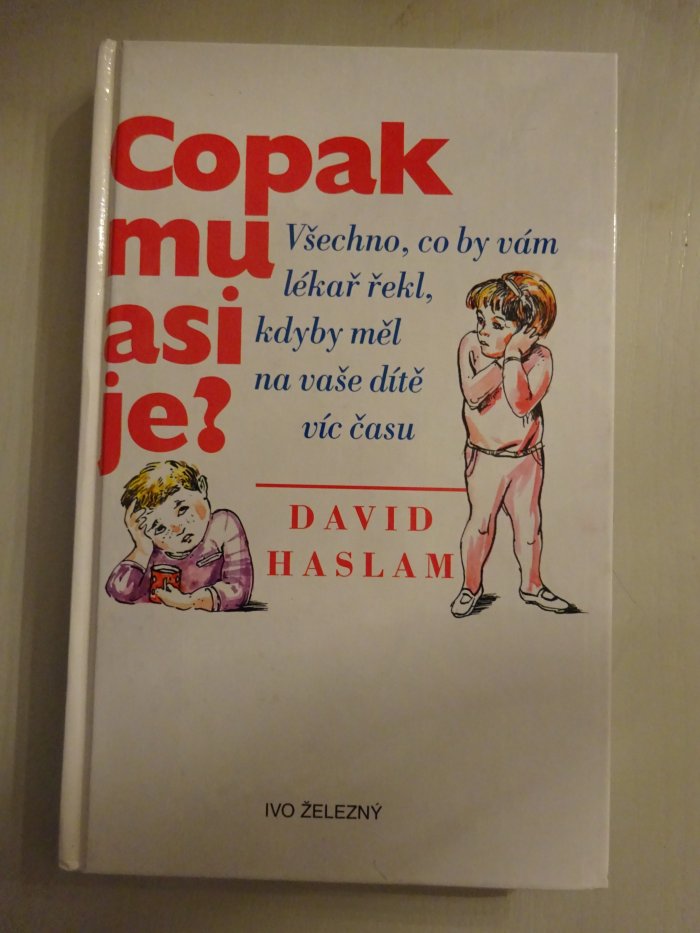 Copak
mu
asi
je?
Všechno, co by vám
lékař řekl,
kdyby měl
na vaše dítě
víc času
DAVID
HASLAM
IVO ŽELEZNÝ